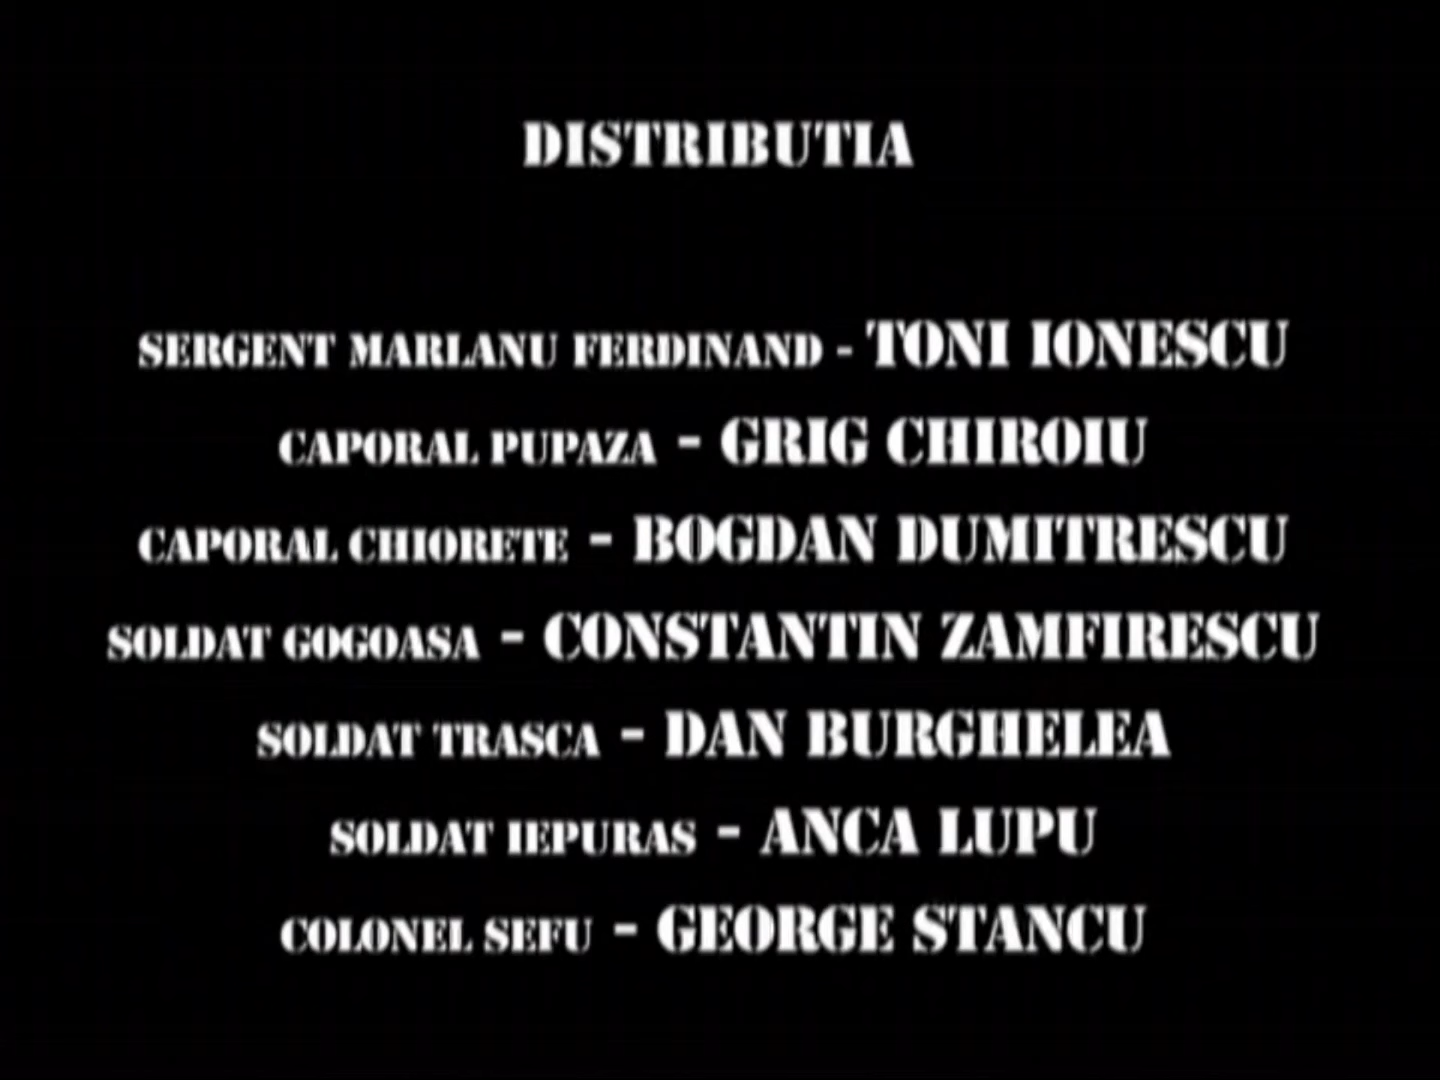 DISTRIBUTIA
SERGENT MARLANU FERDINAND - TONI IONESCU
CAPORAL PUPAZA - GRIG CHIROIU
CAPORAL CHIORETE - BOGDAN DUMITRESCU
SOLDAT GOGOASA - CONSTANTIN ZAMFIRESCU
SOLDAT TRASCA - DAN BURGHELEA
SOLDAT IEPURAS - ANCA LUPU
COLONEL SEFU - GEORGE STANCU